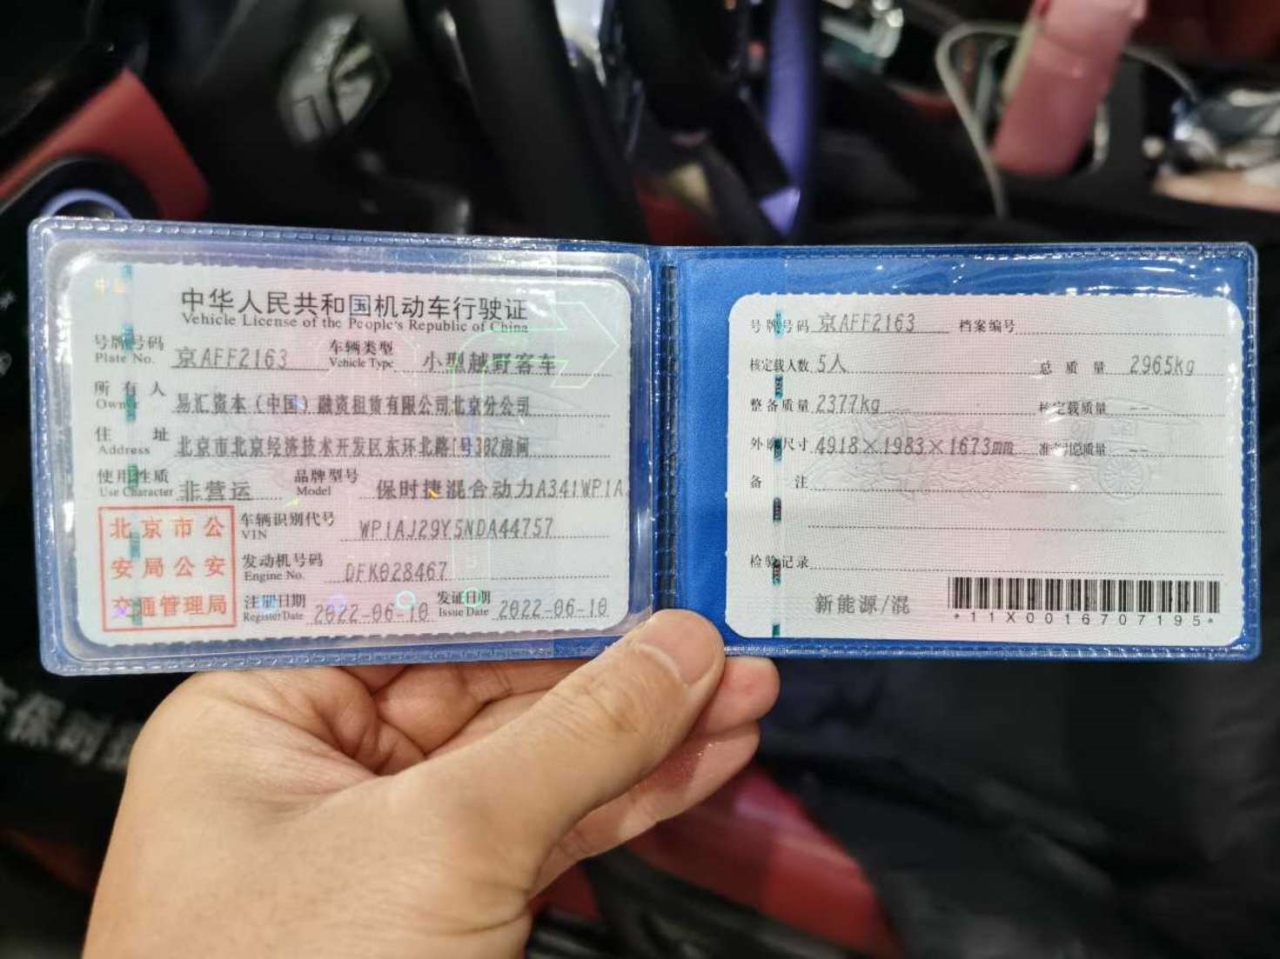 中华人民共和国机动车行驶证
Vehicle License of the People's Republic of China
号牌号码 京AFF2163 车辆类型 小型越野客车
Plate No. Vehicle Type
所有人 易汇资本（中国）融资租赁有限公司北京分公司
Owner
住址 北京市北京经济技术开发区东环北路1号302房间
Address
使用性质 非营运 品牌型号 保时捷混合动力A341WP1A
Use Character Model
北京市公
安局公安
交通管理局
车辆识别代号 WP1AJ29Y5NDA44757
VIN
发动机号码 DFK028467
Engine No.
注册日期 2022-06-10 发证日期 2022-06-10
Register Date Issue Date
号牌号码 京AFF2163 档案编号
核定载人数 5人 总质量 2965kg
整备质量 2377kg 核定载质量 --
外廓尺寸 4918×1983×1673mm 准牵引总质量 --
备注
检验记录
新能源/混
*11X0016707195*